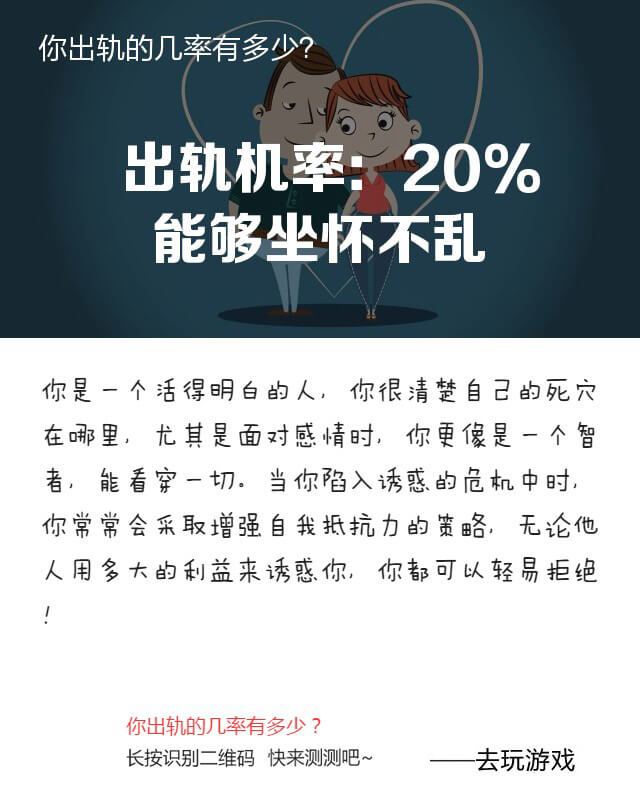 你出轨的几率有多少?
出轨机率: 20%
能够坐怀不乱
你是一个活得明白的人, 你很清楚自己的死穴
在哪里, 尤其是面对感情时, 你更像是一个智
者, 能看穿一切。当你陷入诱惑的危机中时,
你常常会采取增强自我抵抗力的策略, 无论他
人用多大的利益来诱惑你, 你都可以轻易拒绝
!
你出轨的几率有多少？
长按识别二维码 快来测测吧~
——去玩游戏